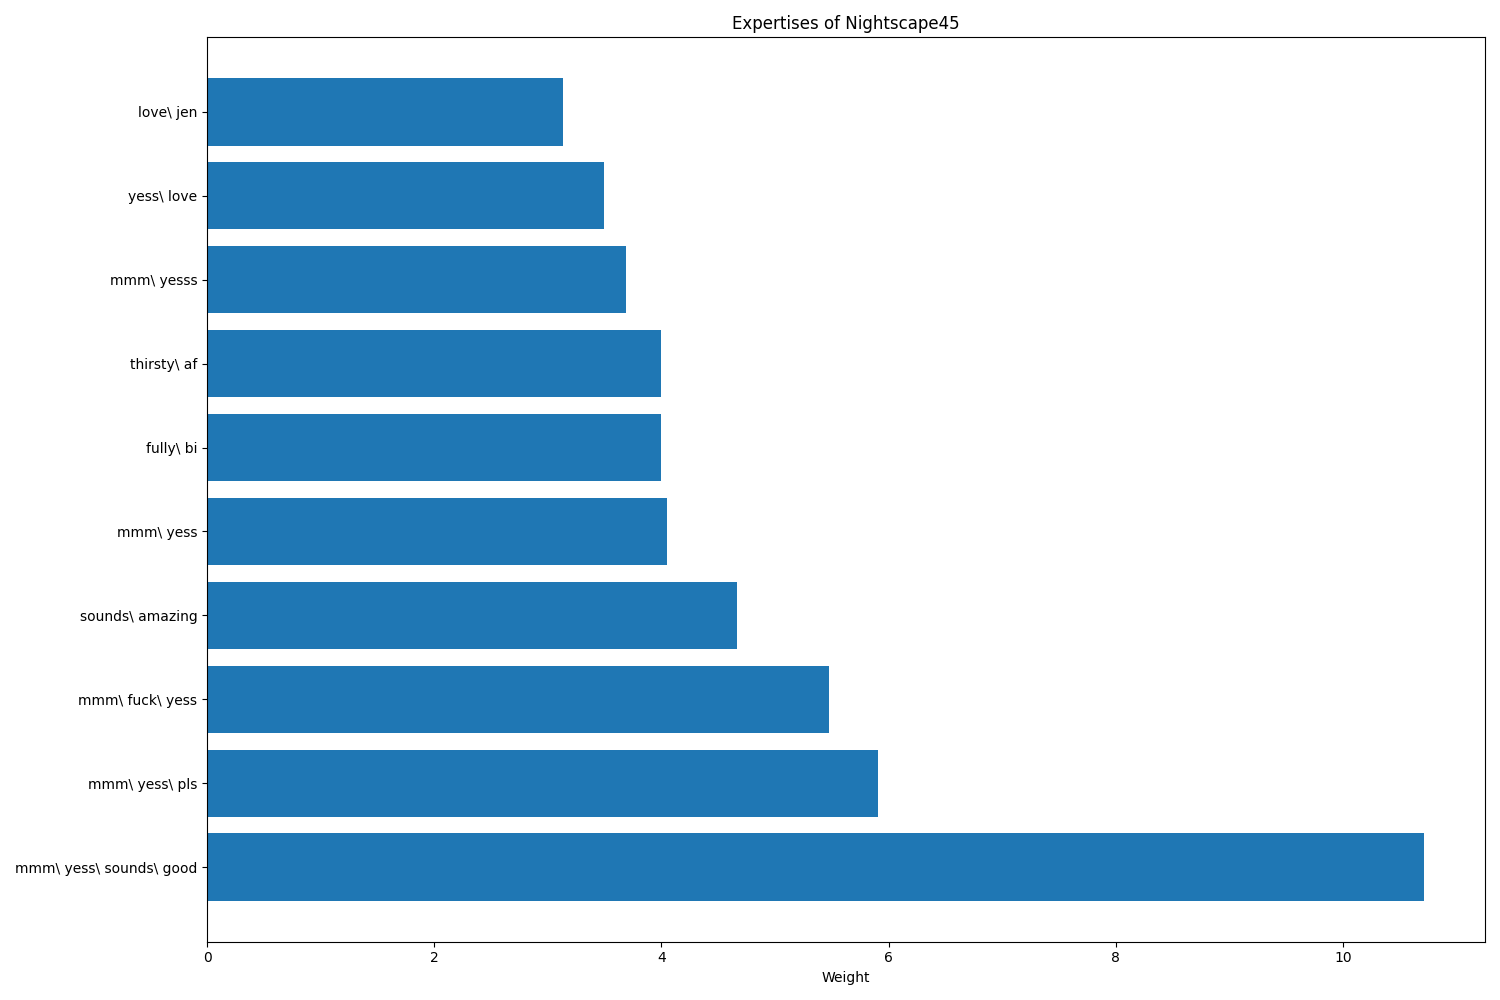 Expertises of Nightscape45
love\ jen
yess\ love
mmm\ yesss
thirsty\ af
fully\ bi
mmm\ yess
sounds\ amazing
mmm\ fuck\ yess
mmm\ yess\ pls
mmm\ yess\ sounds\ good
0 2 4 6 8 10
Weight